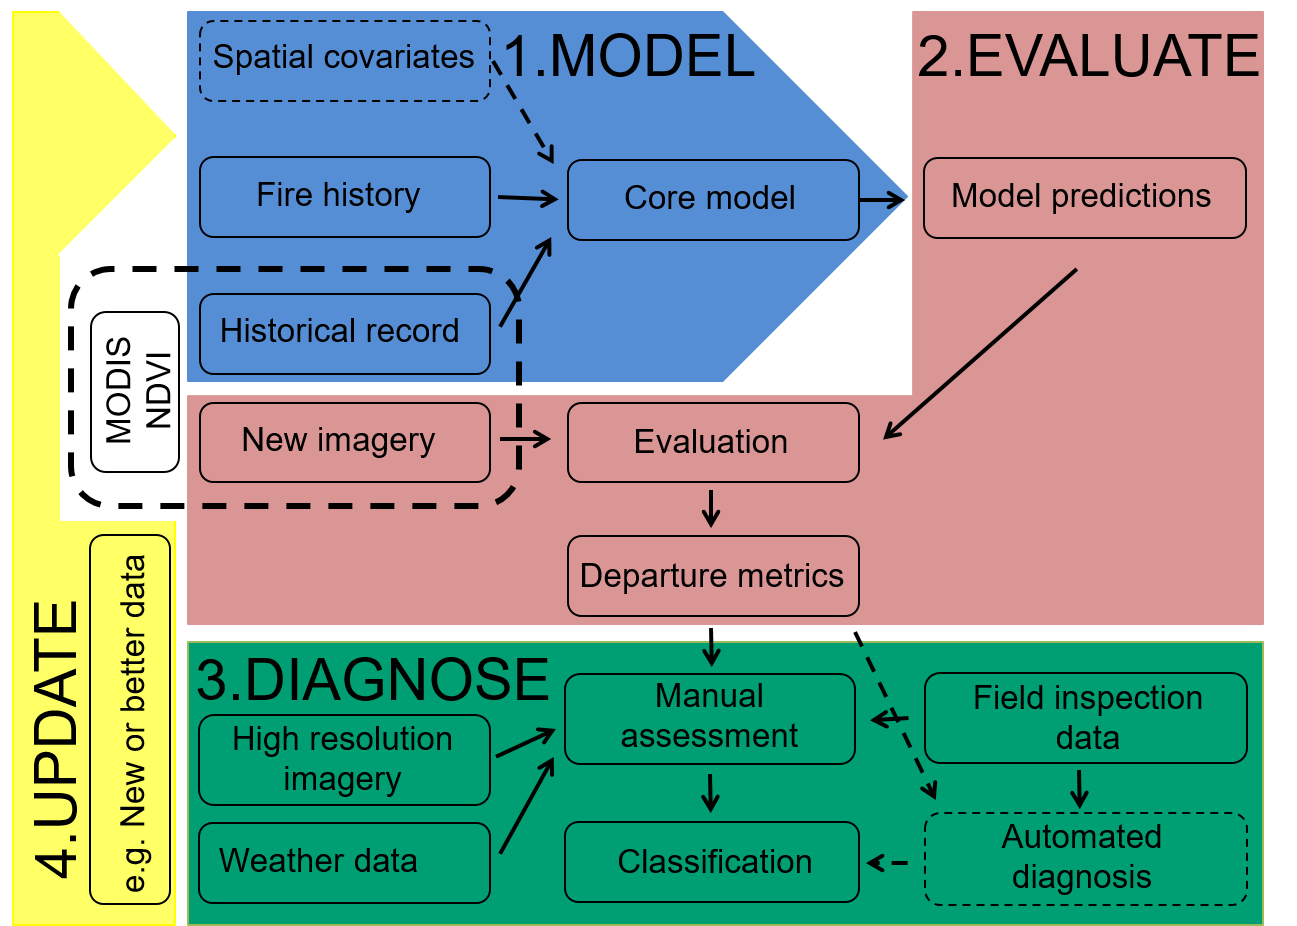 1.MODEL
Spatial covariates
Fire history
Historical record
Core model
2.EVALUATE
Model predictions
MODIS
NDVI
New imagery
Evaluation
Departure metrics
3.DIAGNOSE
High resolution
imagery
Weather data
Manual
assessment
Classification
Field inspection
data
Automated
diagnosis
4.UPDATE
e.g. New or better data